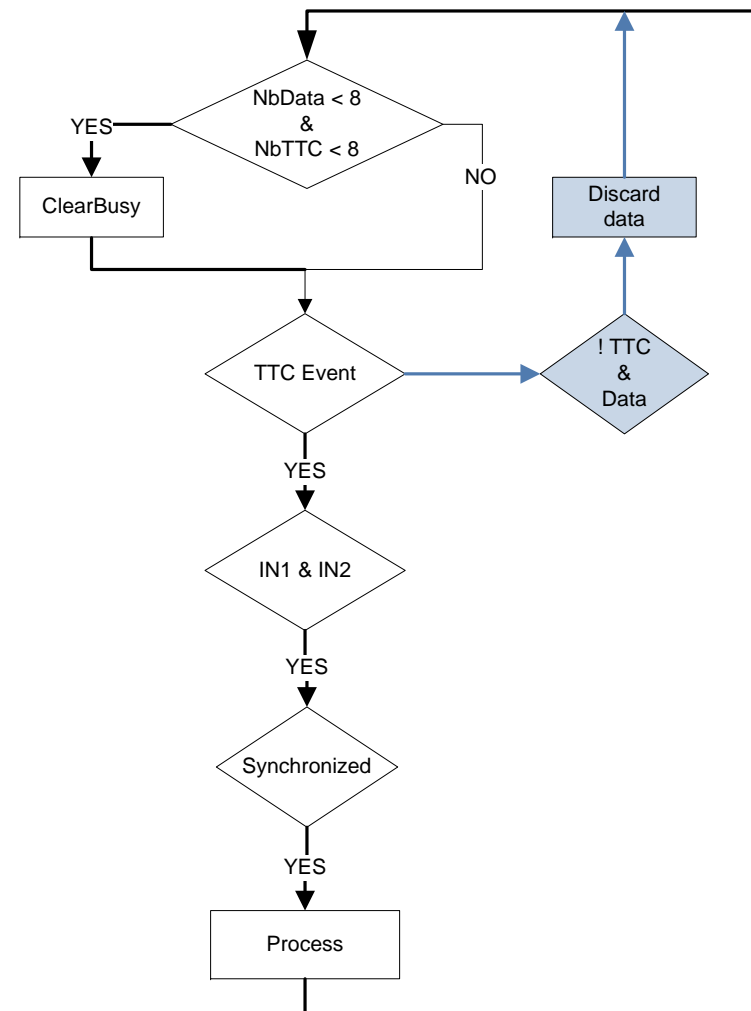 NbData < 8
&
NbTTC < 8
YES
NO
ClearBusy
Discard
data
TTC Event
! TTC
&
Data
YES
IN1 & IN2
YES
Synchronized
YES
Process